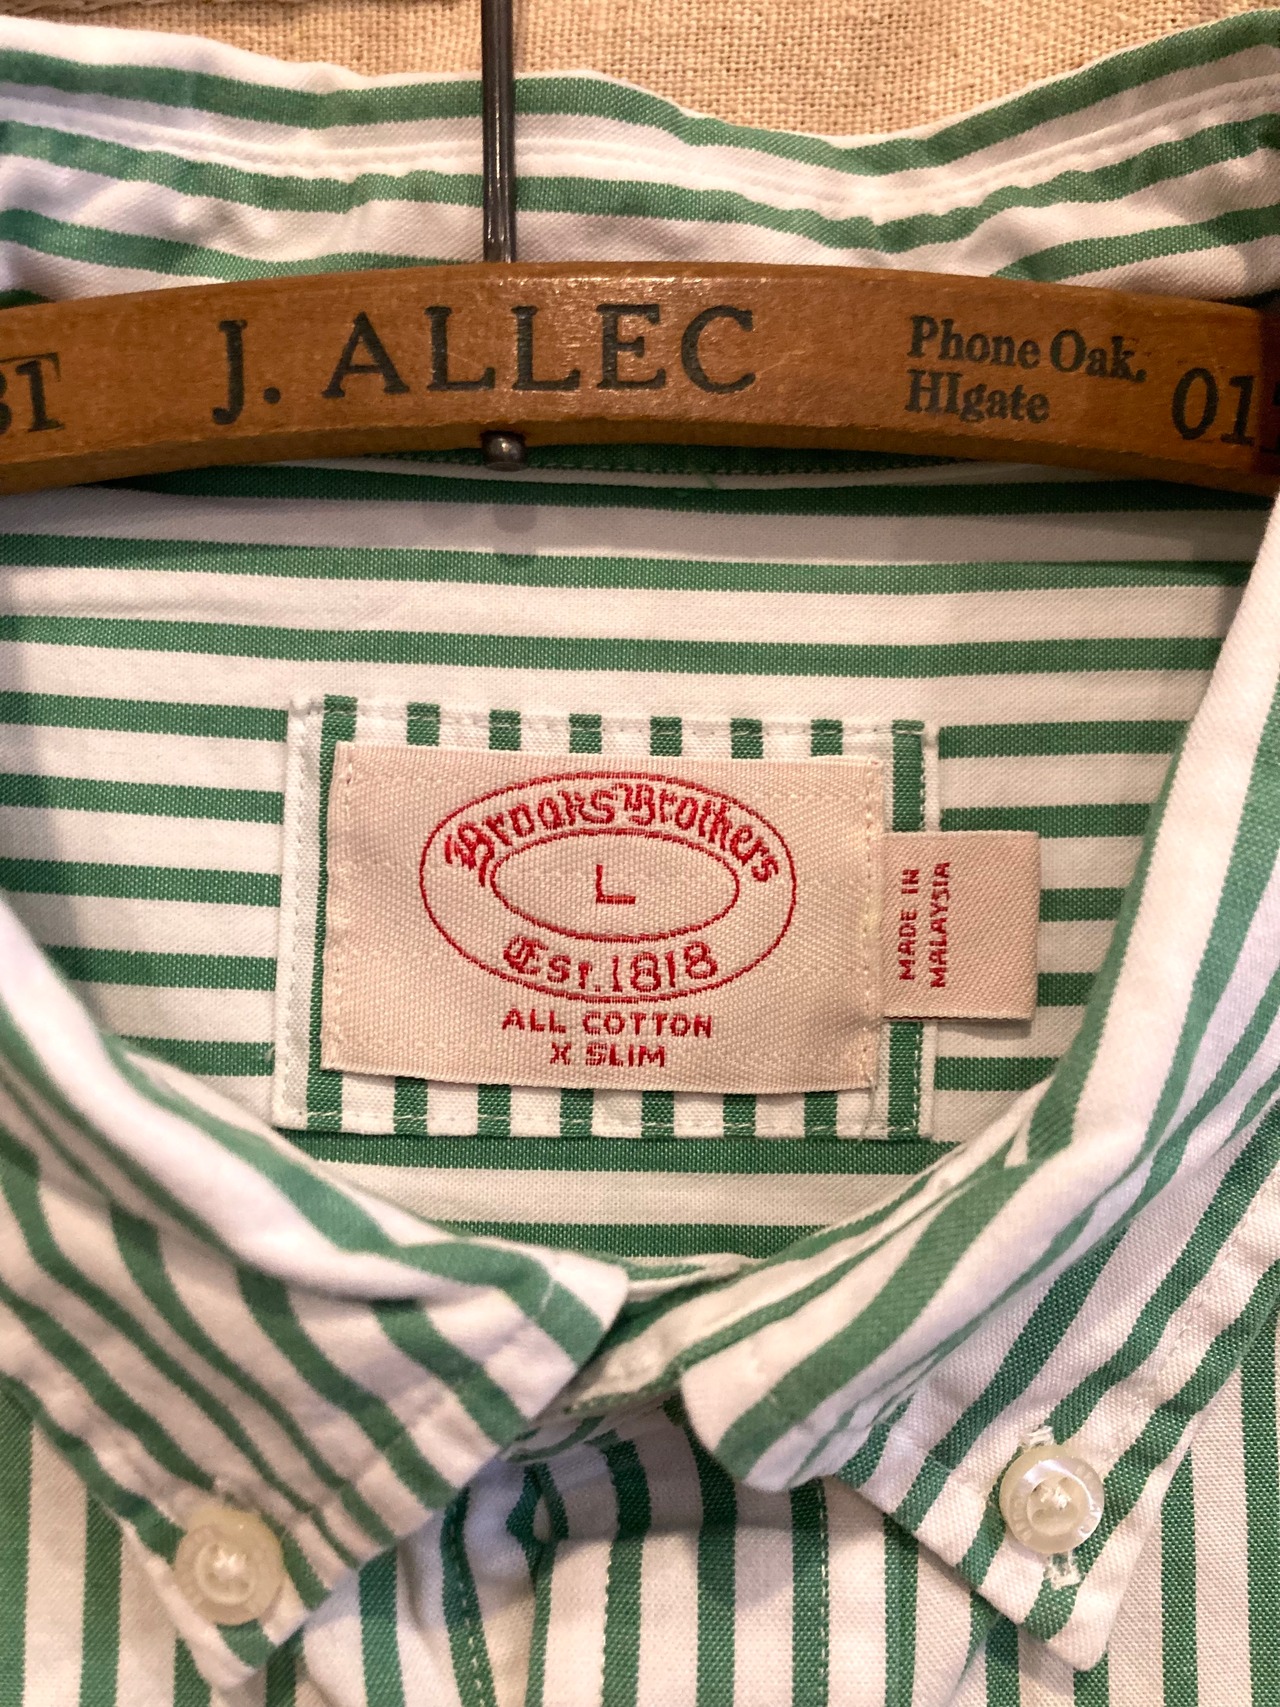 J. ALLEC
Phone Oak.
HIgate
Brooks Brothers
L
Est. 1818
ALL COTTON
X SLIM
MADE IN
MALAYSIA